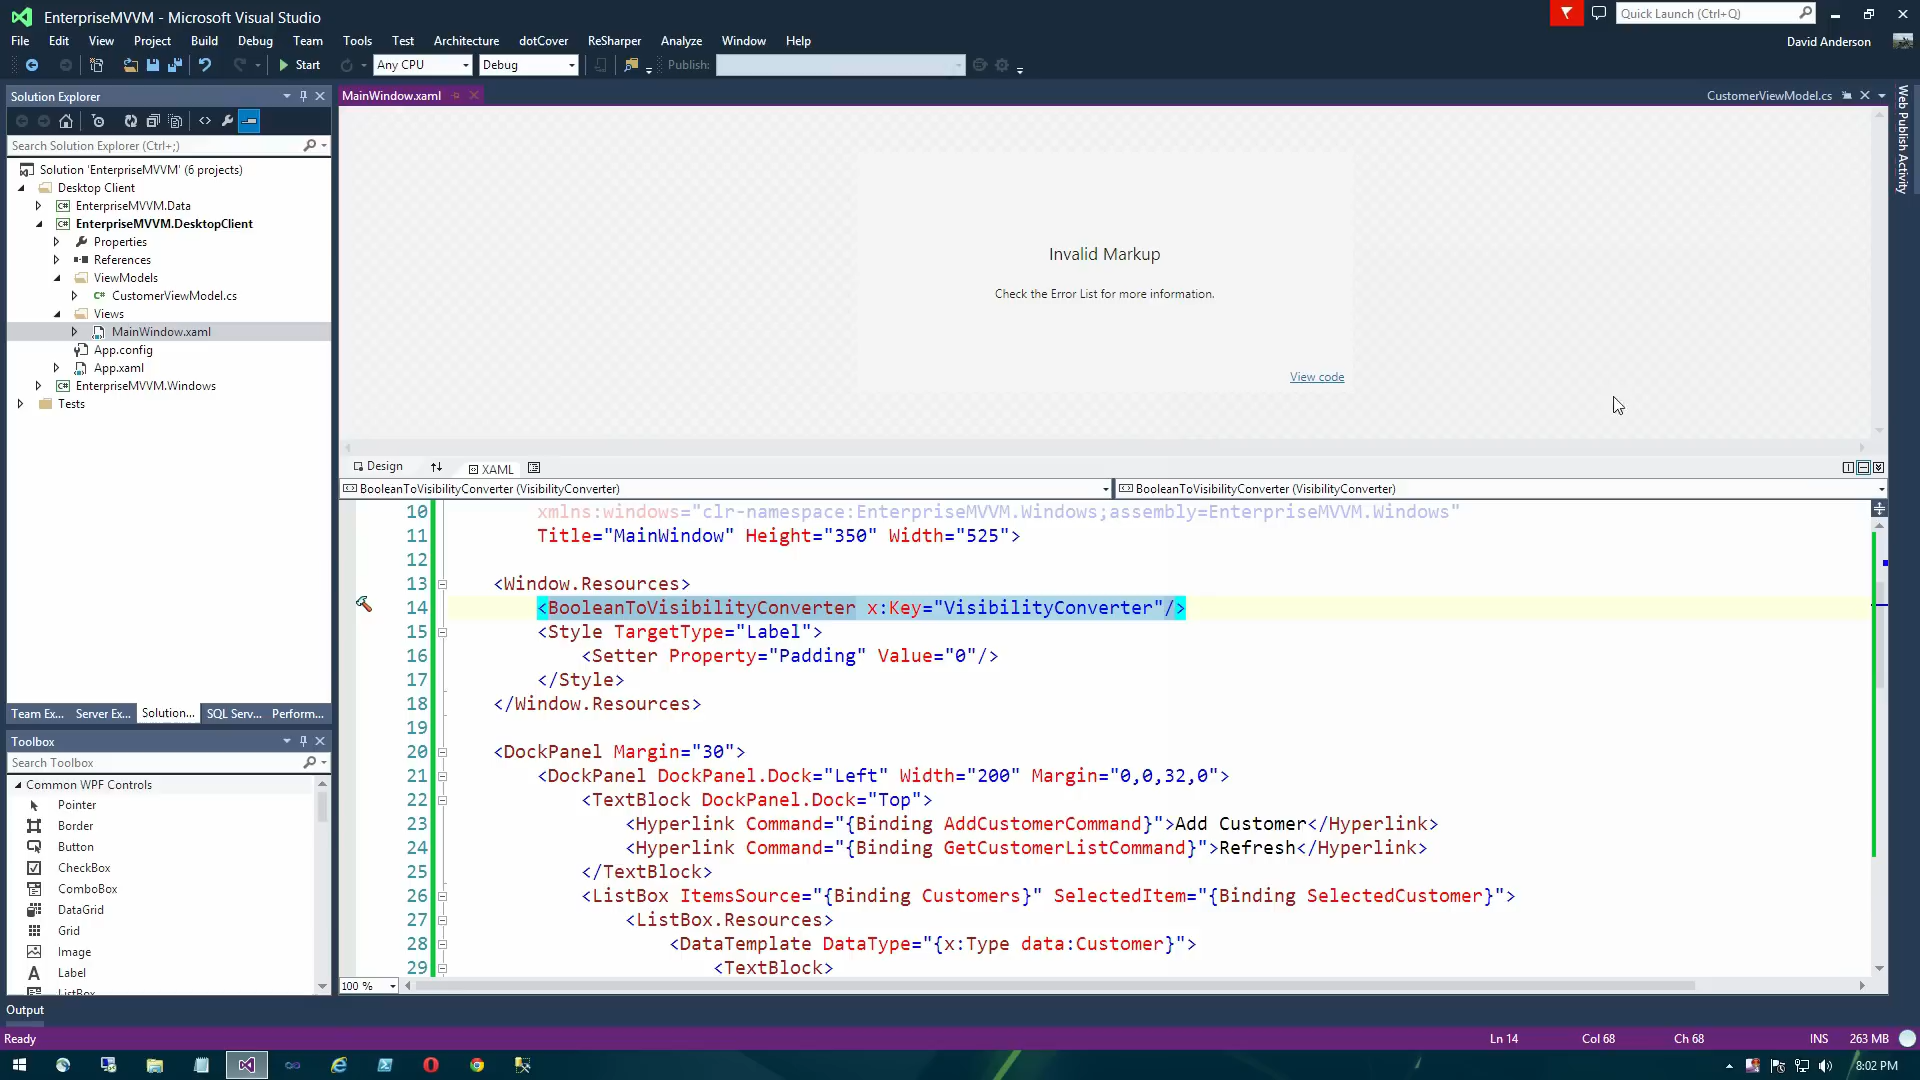 EnterpriseMVVM - Microsoft Visual Studio
Quick Launch (Ctrl+Q)
File Edit View Project Build Debug Team Tools Test Architecture dotCover ReSharper Analyze Window Help
David Anderson
Start Any CPU Debug Publish:
Solution Explorer
MainWindow.xaml
CustomerViewModel.cs
Web Publish Activity
Search Solution Explorer (Ctrl+;)
Solution 'EnterpriseMVVM' (6 projects)
Desktop Client
EnterpriseMVVM.Data
EnterpriseMVVM.DesktopClient
Properties
References
ViewModels
CustomerViewModel.cs
Views
MainWindow.xaml
App.config
App.xaml
EnterpriseMVVM.Windows
Tests
Team Ex... Server Ex... Solution... SQL Serv... Perform...
Toolbox
Search Toolbox
Common WPF Controls
Pointer
Border
Button
CheckBox
ComboBox
DataGrid
Grid
Image
Label
ListBox
Invalid Markup
Check the Error List for more information.
View code
Design XAML
BooleanToVisibilityConverter (VisibilityConverter) BooleanToVisibilityConverter (VisibilityConverter)
10 xmlns:windows="clr-namespace:EnterpriseMVVM.Windows;assembly=EnterpriseMVVM.Windows"
11 Title="MainWindow" Height="350" Width="525">
12
13 <Window.Resources>
14 <BooleanToVisibilityConverter x:Key="VisibilityConverter"/>
15 <Style TargetType="Label">
16 <Setter Property="Padding" Value="0"/>
17 </Style>
18 </Window.Resources>
19
20 <DockPanel Margin="30">
21 <DockPanel DockPanel.Dock="Left" Width="200" Margin="0,0,32,0">
22 <TextBlock DockPanel.Dock="Top">
23 <Hyperlink Command="{Binding AddCustomerCommand}">Add Customer</Hyperlink>
24 <Hyperlink Command="{Binding GetCustomerListCommand}">Refresh</Hyperlink>
25 </TextBlock>
26 <ListBox ItemsSource="{Binding Customers}" SelectedItem="{Binding SelectedCustomer}">
27 <ListBox.Resources>
28 <DataTemplate DataType="{x:Type data:Customer}">
29 <TextBlock>
100 %
Output
Ready Ln 14 Col 68 Ch 68 INS 263 MB
8:02 PM